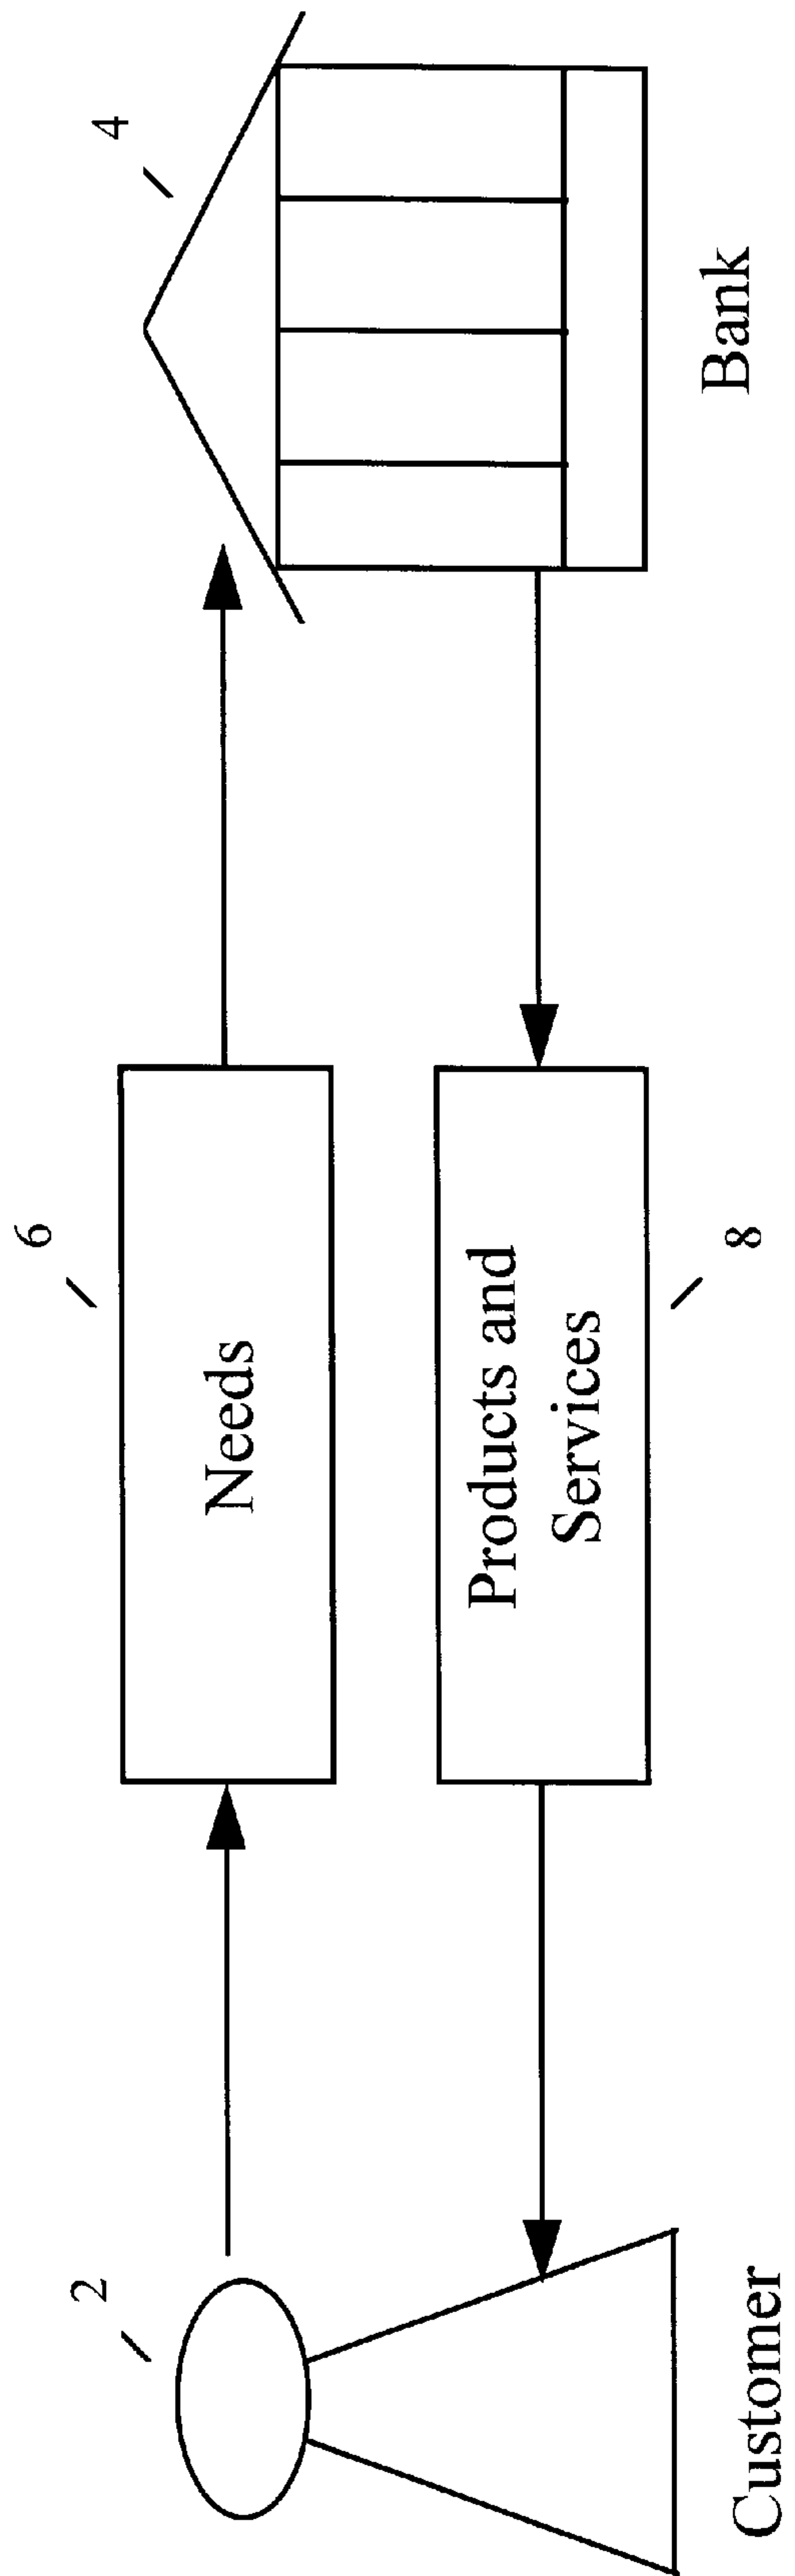 2
6
4
Needs
Products and
Services
8
Customer
Bank